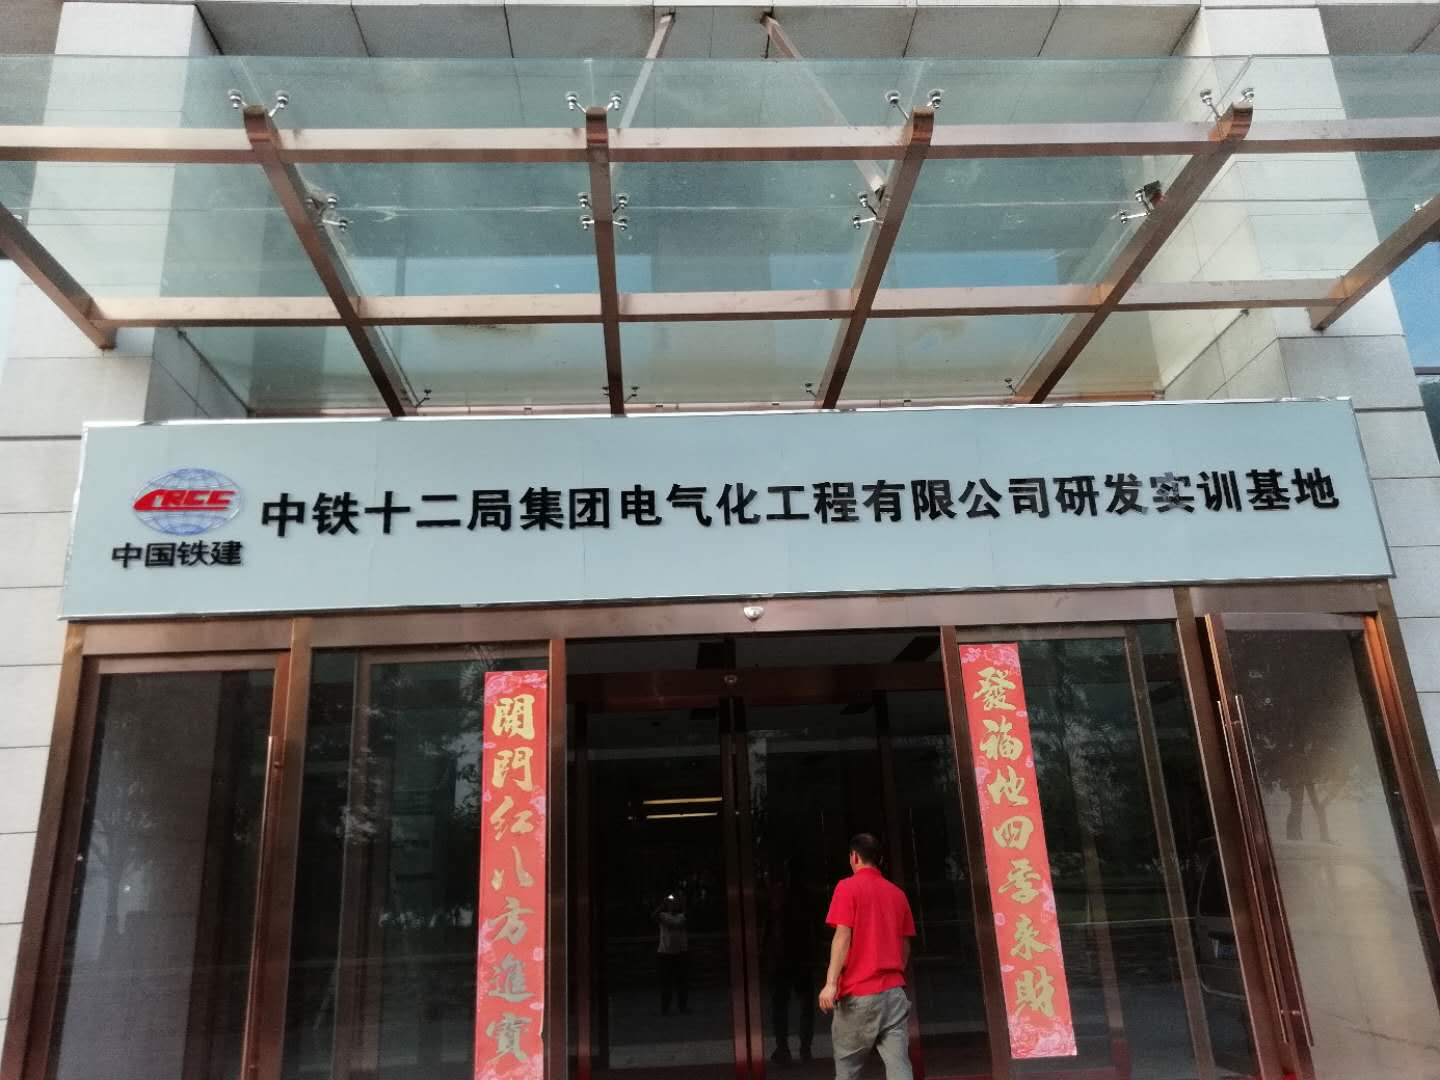 CRCC
中国铁建
中铁十二局集团电气化工程有限公司研发实训基地
發福地四季来財
開門红八方進寳